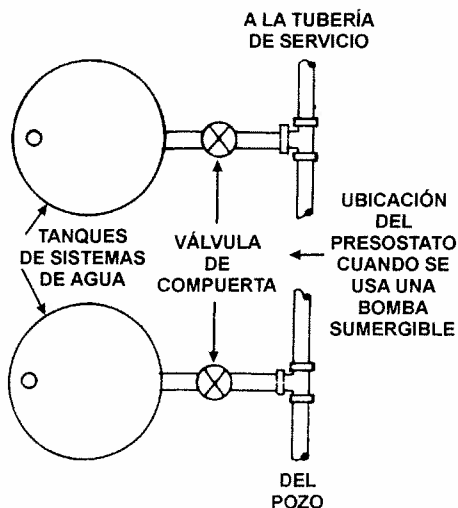 A LA TUBERÍA
DE SERVICIO
TANQUES
DE SISTEMAS
DE AGUA
VÁLVULA
DE
COMPUERTA
UBICACIÓN
DEL
PRESOSTATO
CUANDO SE
USA UNA
BOMBA
SUMERGIBLE
DEL
POZO